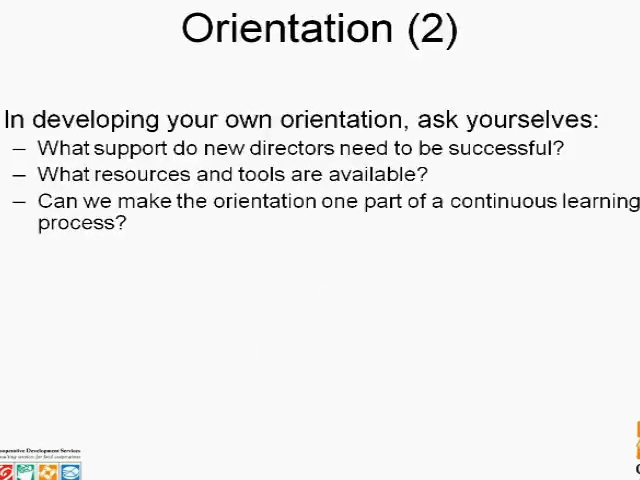 Orientation (2)
In developing your own orientation, ask yourselves:
– What support do new directors need to be successful?
– What resources and tools are available?
– Can we make the orientation one part of a continuous learning
process?
ooperative Development Services